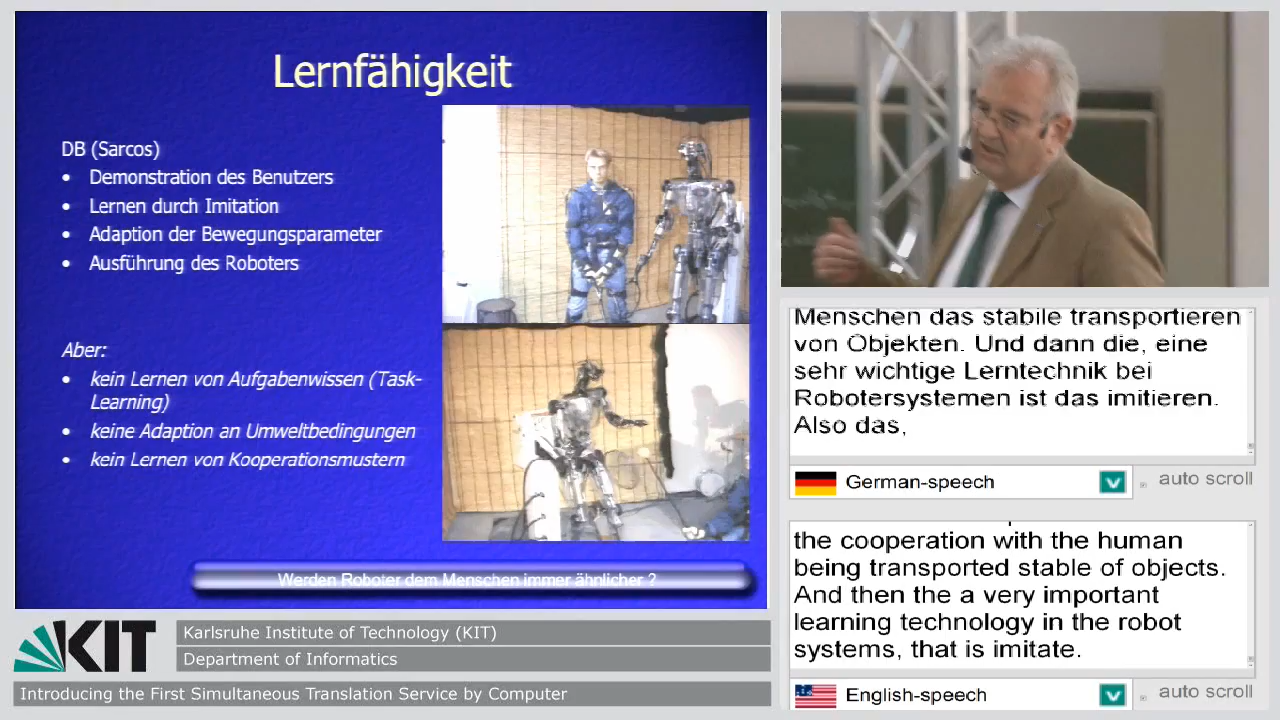 Lernfähigkeit
DB (Sarcos)
• Demonstration des Benutzers
• Lernen durch Imitation
• Adaption der Bewegungsparameter
• Ausführung des Roboters
Aber:
• kein Lernen von Aufgabenwissen (Task-
Learning)
• keine Adaption an Umweltbedingungen
• kein Lernen von Kooperationsmustern
Werden Roboter dem Menschen immer ähnlicher ?
Menschen das stabile transportieren
von Objekten. Und dann die, eine
sehr wichtige Lerntechnik bei
Robotersystemen ist das imitieren.
Also das,
German-speech
auto scroll
the cooperation with the human
being transported stable of objects.
And then the a very important
learning technology in the robot
systems, that is imitate.
English-speech
auto scroll
KIT
Karlsruhe Institute of Technology (KIT)
Department of Informatics
Introducing the First Simultaneous Translation Service by Computer